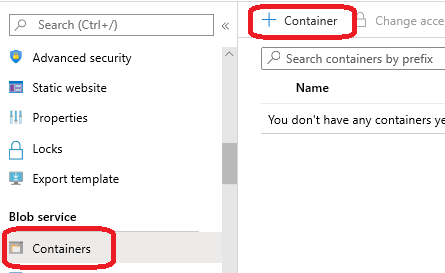 Search (Ctrl+/)
«
Advanced security
Static website
Properties
Locks
Export template
Blob service
Containers
+ Container
Change acce
Search containers by prefix
Name
You don't have any containers ye